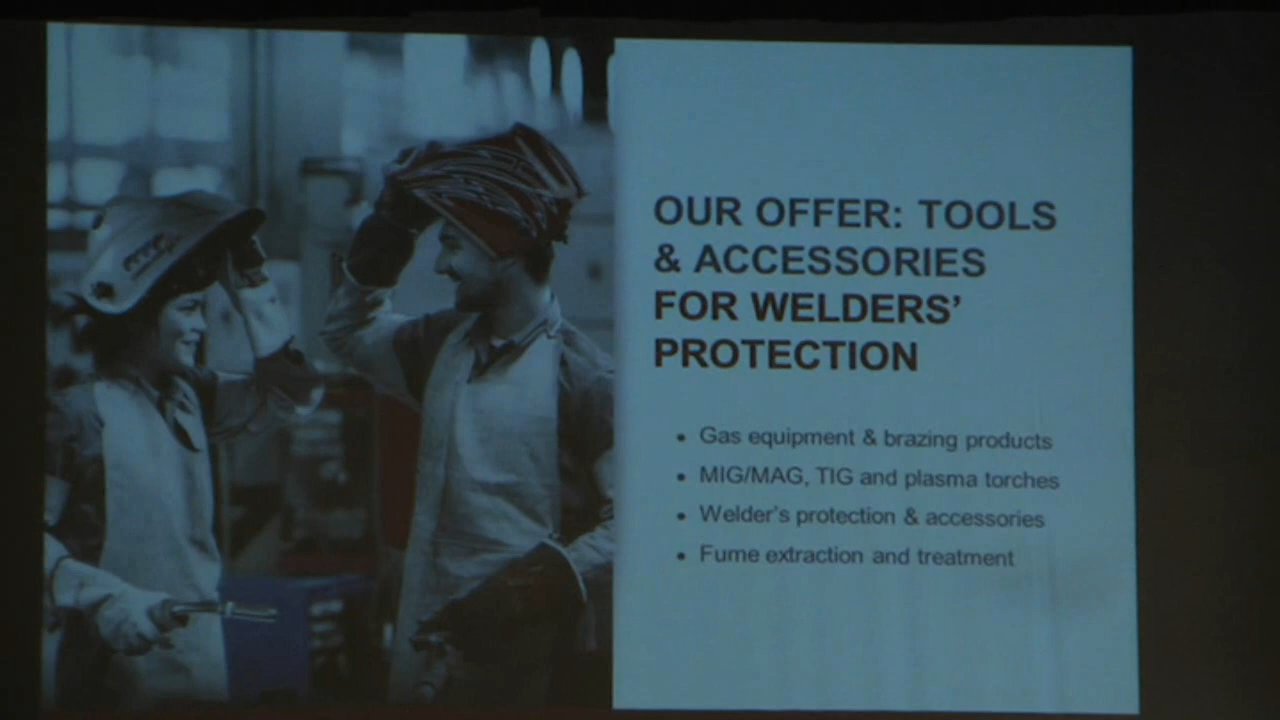 OUR OFFER: TOOLS
& ACCESSORIES
FOR WELDERS'
PROTECTION
• Gas equipment & brazing products
• MIG/MAG, TIG and plasma torches
• Welder's protection & accessories
• Fume extraction and treatment